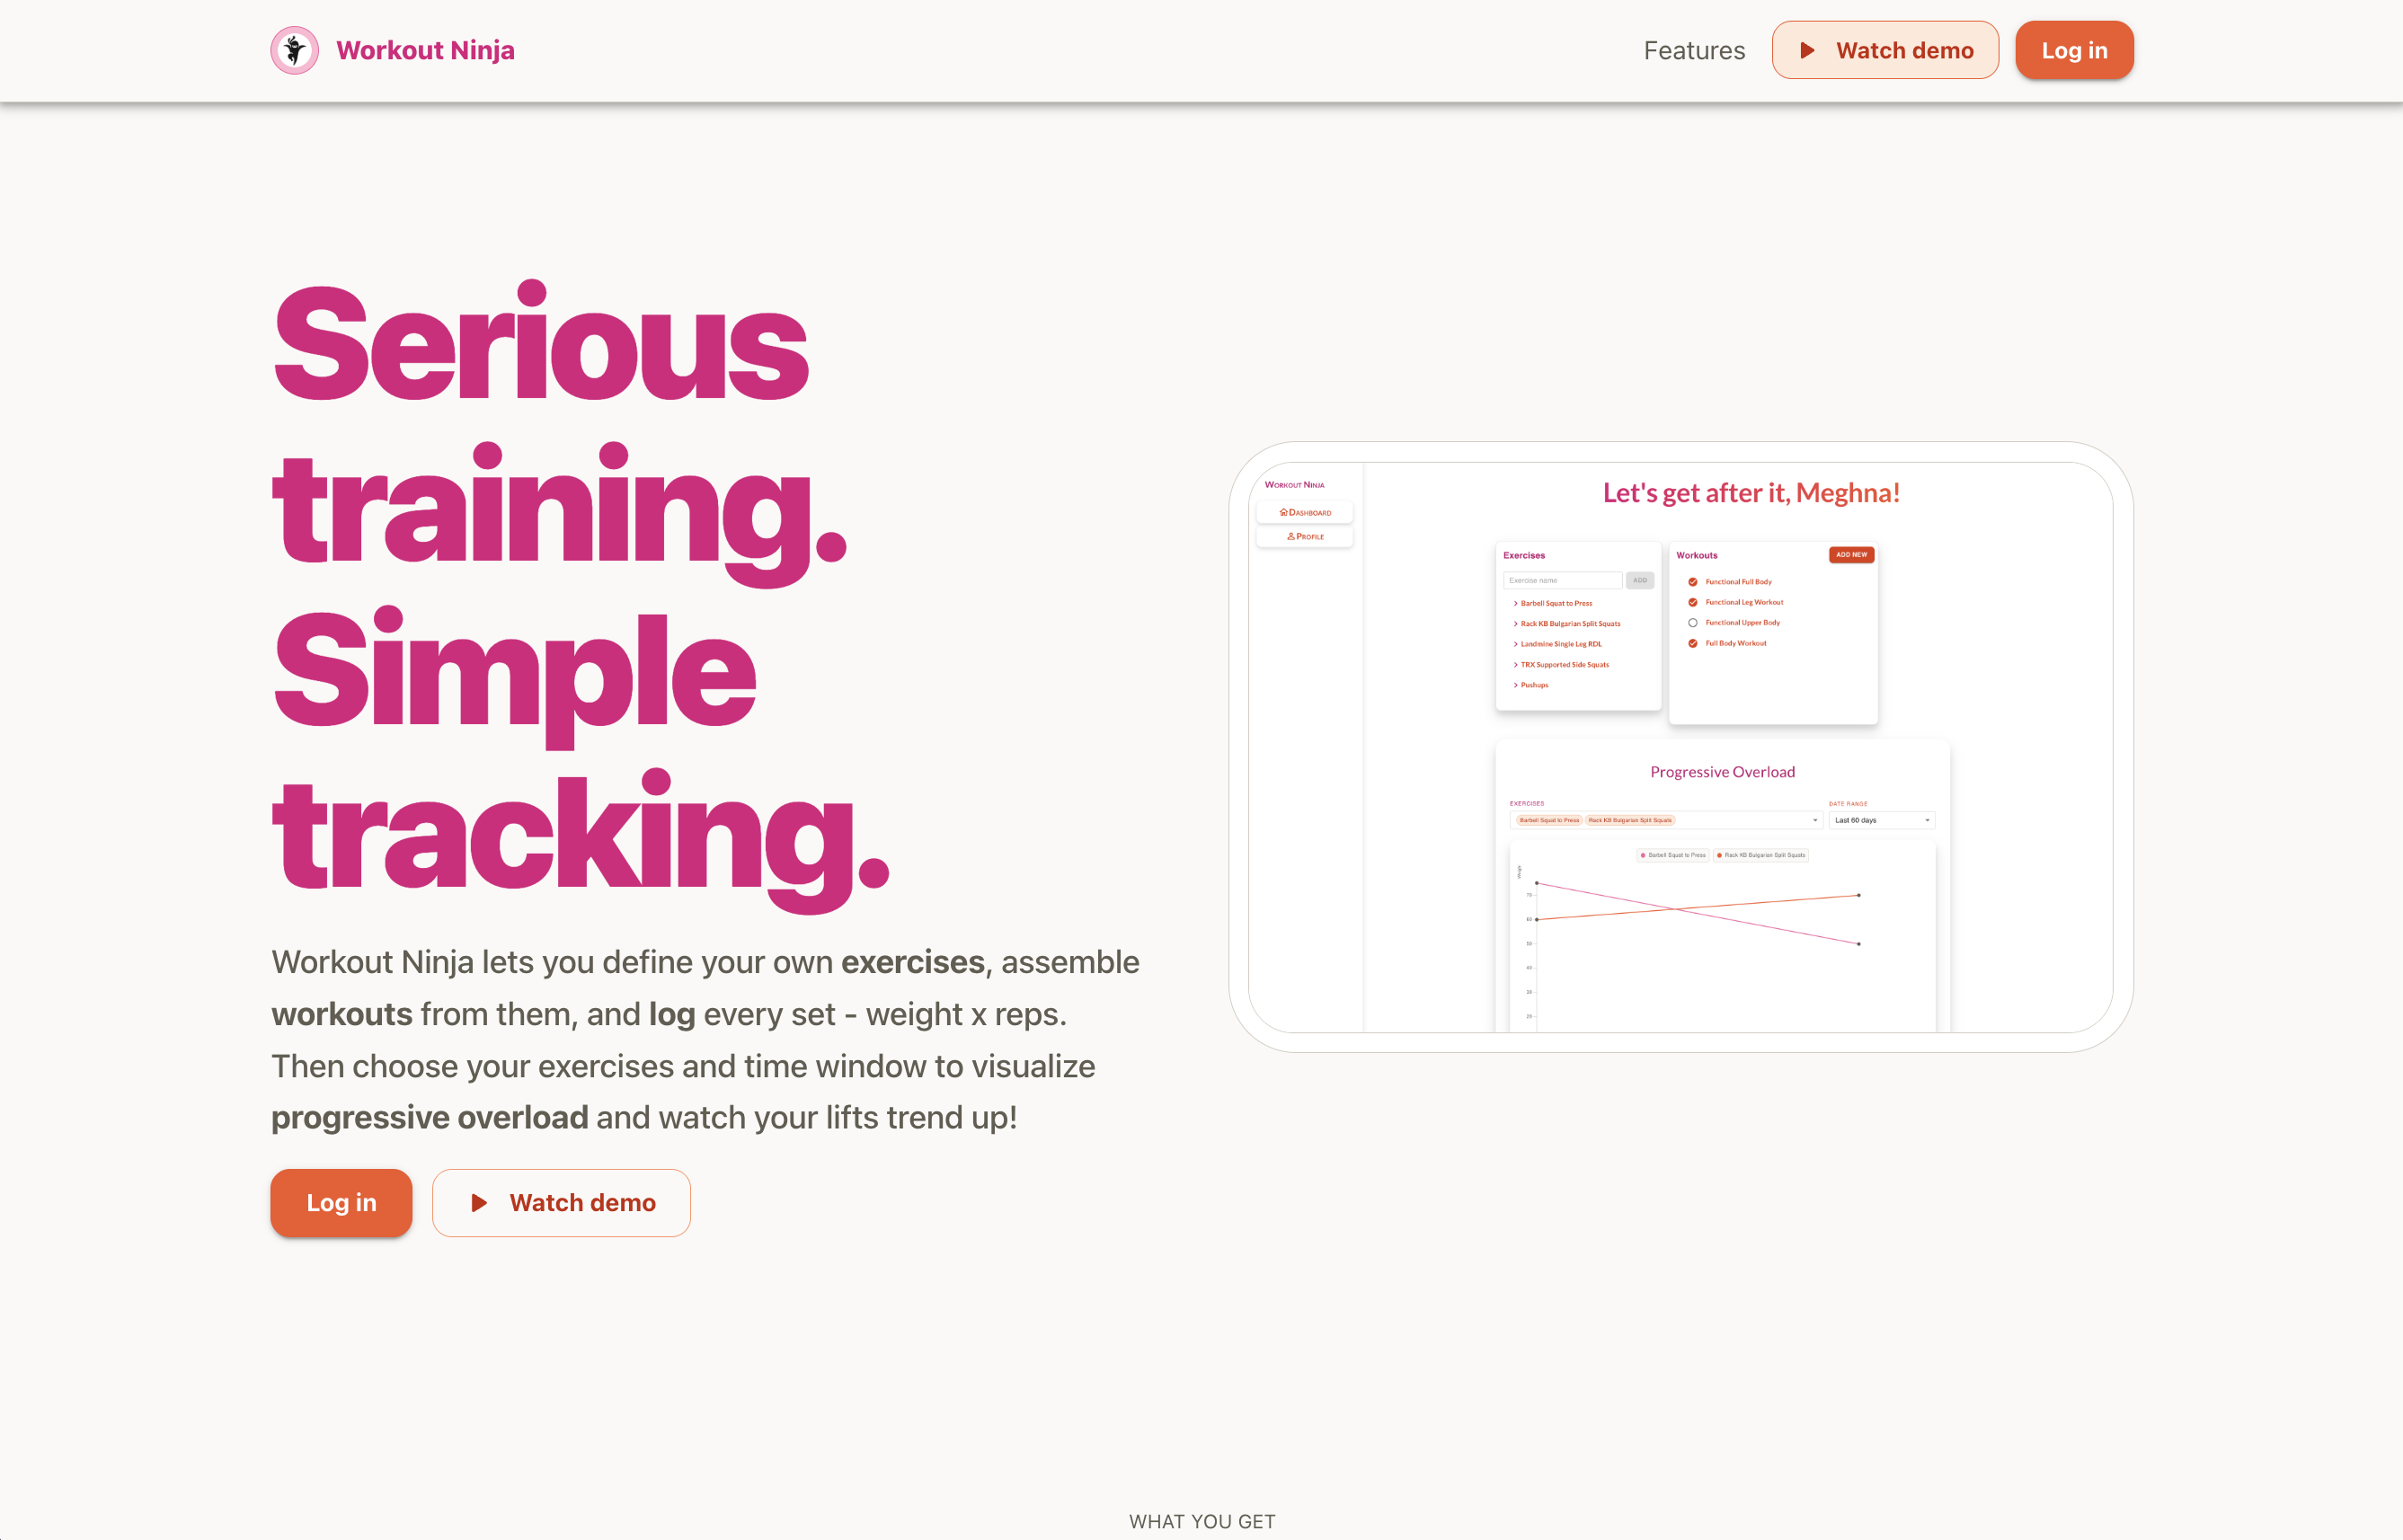 Workout Ninja
Features
Watch demo
Log in
Serious
training.
Simple
tracking.
Workout Ninja lets you define your own exercises, assemble
workouts from them, and log every set - weight x reps.
Then choose your exercises and time window to visualize
progressive overload and watch your lifts trend up!
Log in
Watch demo
Workout Ninja
Dashboard
Profile
Let's get after it, Meghna!
Exercises
Exercise name
ADD
Barbell Squat to Press
Rack KB Bulgarian Split Squats
Landmine Single Leg RDL
TRX Supported Side Squats
Pushups
Workouts
ADD NEW
Functional Full Body
Functional Leg Workout
Functional Upper Body
Full Body Workout
Progressive Overload
EXERCISES
Barbell Squat to Press
Rack KB Bulgarian Split Squats
DATE RANGE
Last 60 days
Barbell Squat to Press
Rack KB Bulgarian Split Squats
Weight
70
60
50
40
30
20
WHAT YOU GET